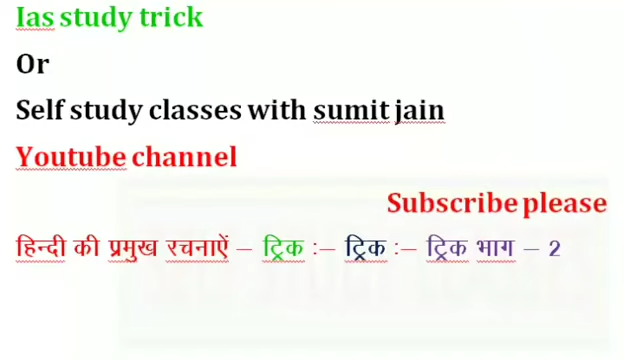 Ias study trick
Or
Self study classes with sumit jain
Youtube channel
Subscribe please
हिन्दी की प्रमुख रचनाऐं – ट्रिक :– ट्रिक :– ट्रिक भाग – 2